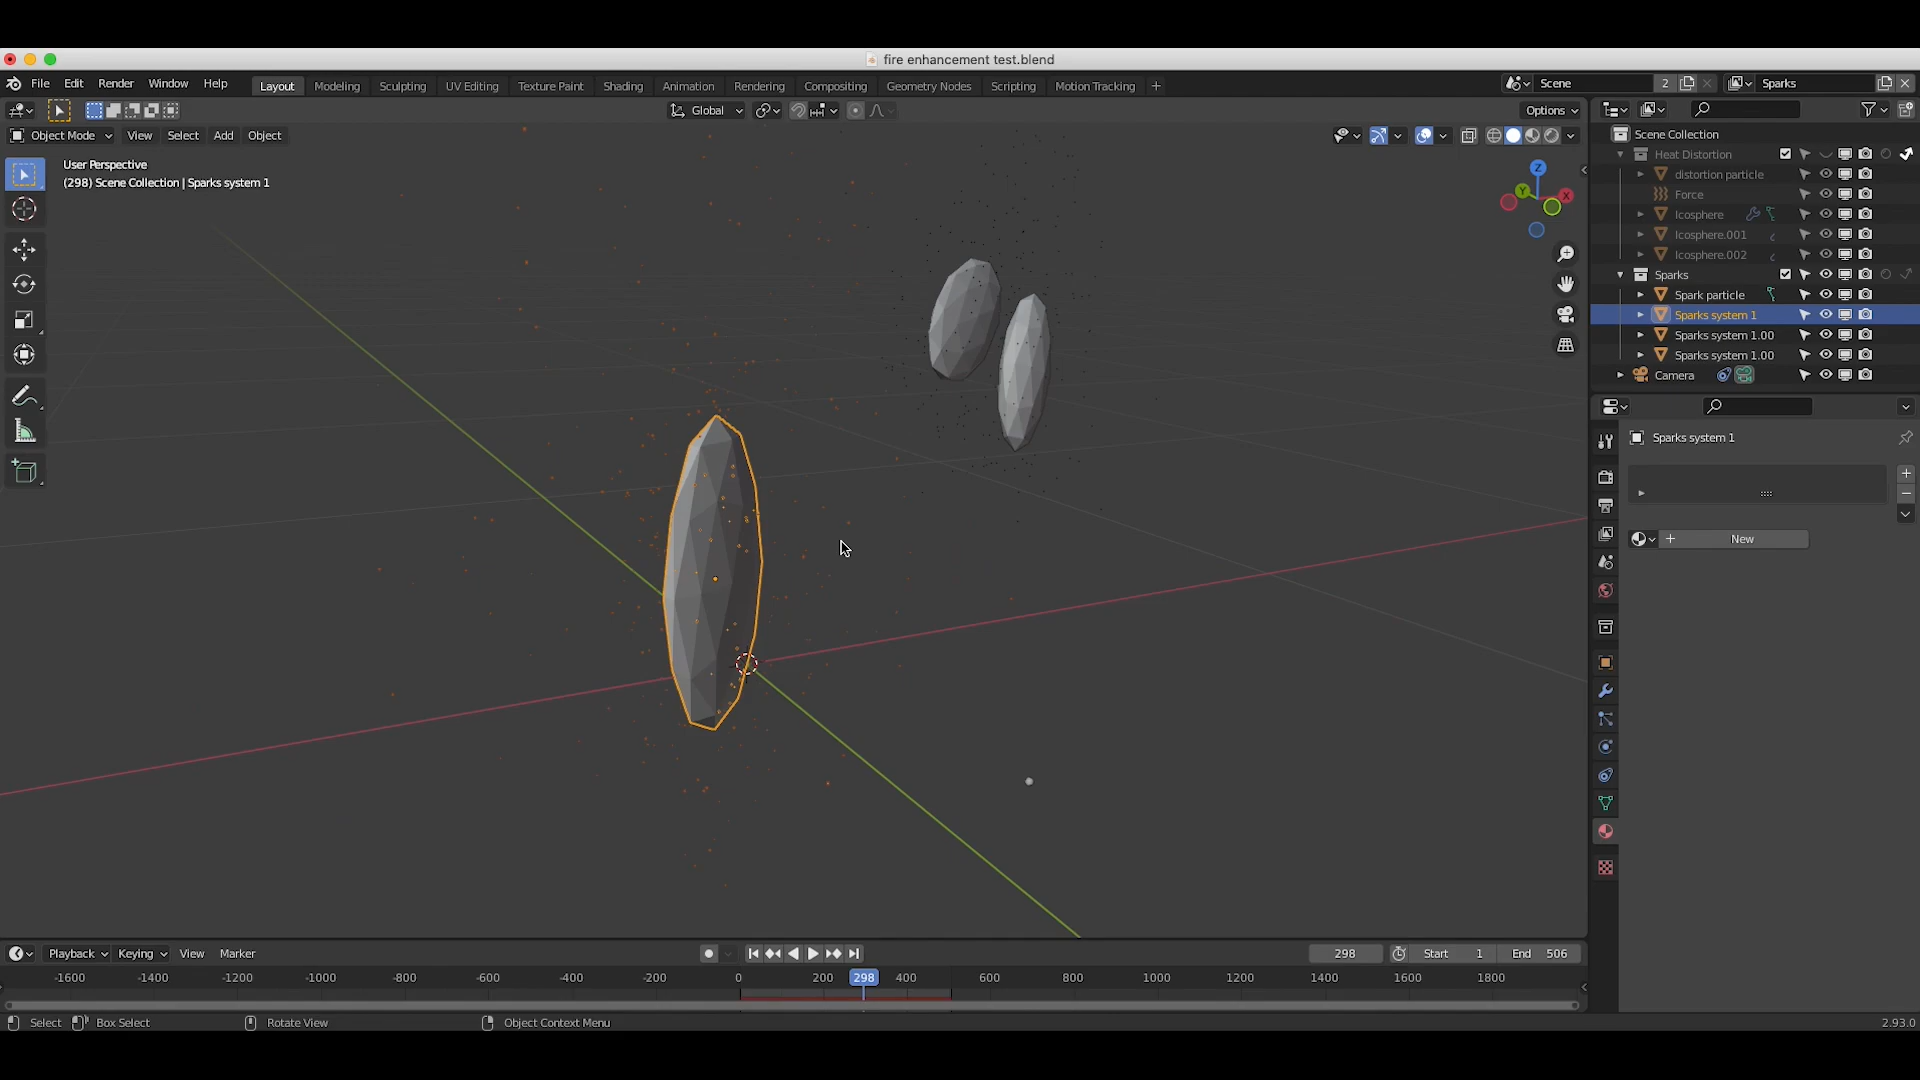 fire enhancement test.blend
File Edit Render Window Help Layout Modeling Sculpting UV Editing Texture Paint Shading Animation Rendering Compositing Geometry Nodes Scripting Motion Tracking + Scene 2 Sparks
Global Options
Object Mode View Select Add Object
User Perspective
(298) Scene Collection | Sparks system 1
Z
Y X
Scene Collection
Heat Distortion
distortion particle
Force
Icosphere
Icosphere.001
Icosphere.002
Sparks
Spark particle
Sparks system 1
Sparks system 1.00
Sparks system 1.00
Camera
Sparks system 1
+ New
Playback Keying View Marker 298 Start 1 End 506
-1600 -1400 -1200 -1000 -800 -600 -400 -200 0 200 298 400 600 800 1000 1200 1400 1600 1800
Select Box Select Rotate View Object Context Menu 2.93.0